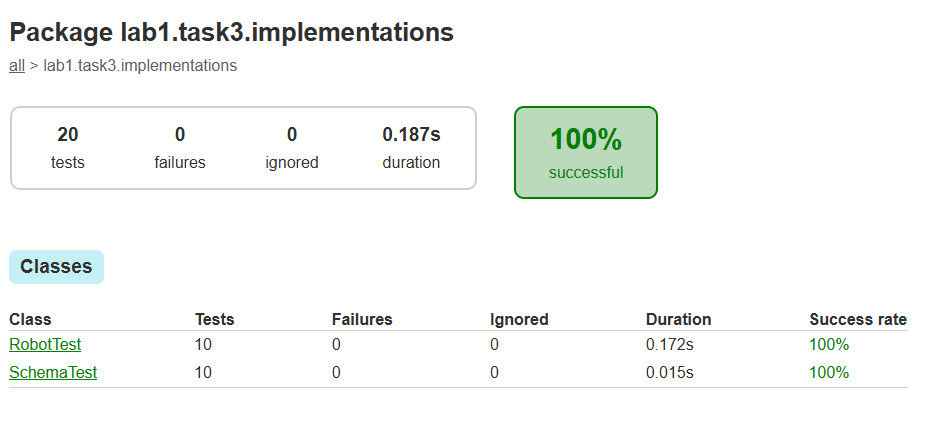 Package lab1.task3.implementations
all > lab1.task3.implementations
20 0 0 0.187s 100%
tests failures ignored duration successful
Classes
Class Tests Failures Ignored Duration Success rate
RobotTest 10 0 0 0.172s 100%
SchemaTest 10 0 0 0.015s 100%